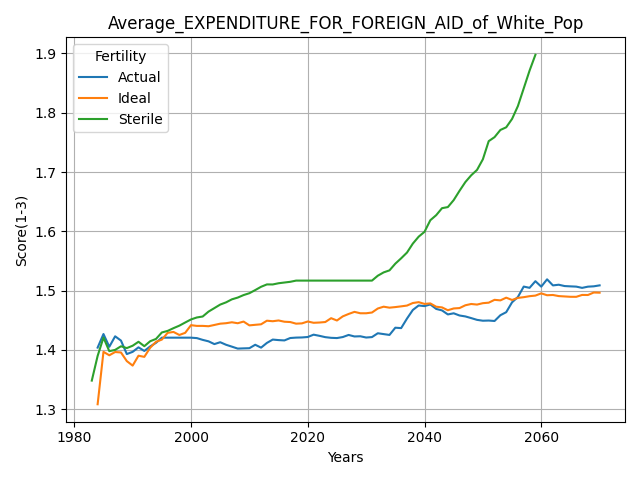 Average_EXPENDITURE_FOR_FOREIGN_AID_of_White_Pop
Fertility
Actual
Ideal
Sterile
Score(1-3)
1.9
1.8
1.7
1.6
1.5
1.4
1.3
1980 2000 2020 2040 2060
Years